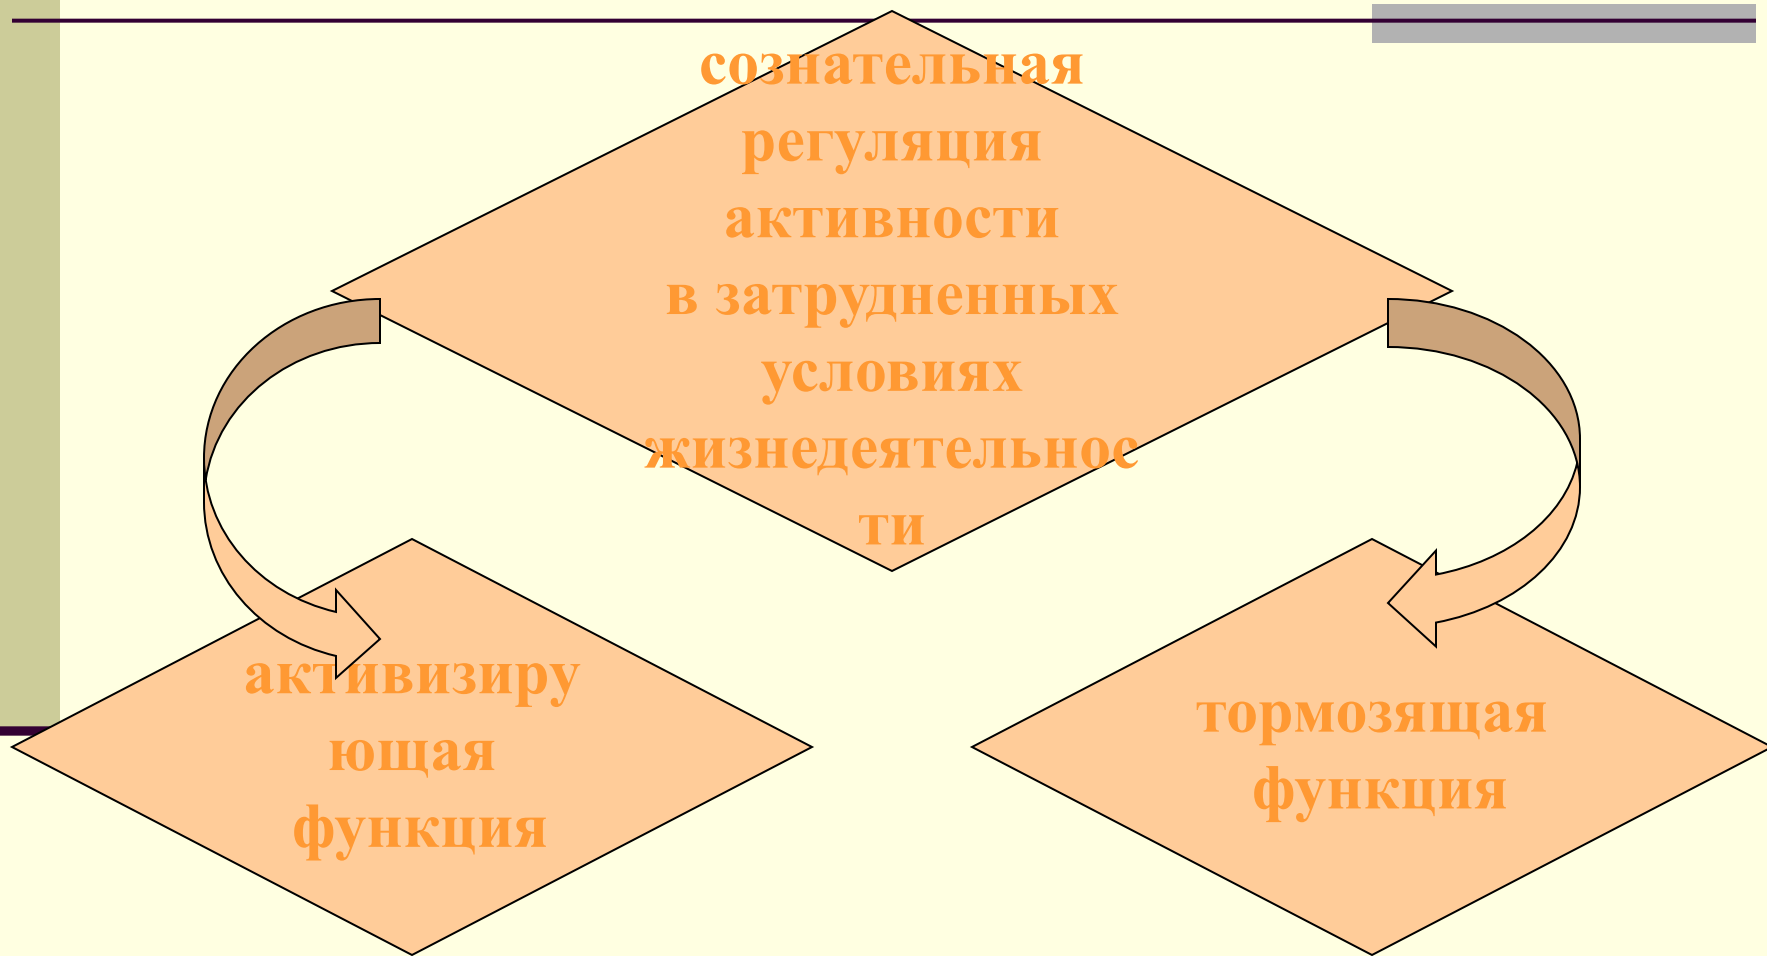 сознательная
регуляция
активности
в затрудненных
условиях
жизнедеятельнос
ти
активизиру
ющая
функция
тормозящая
функция